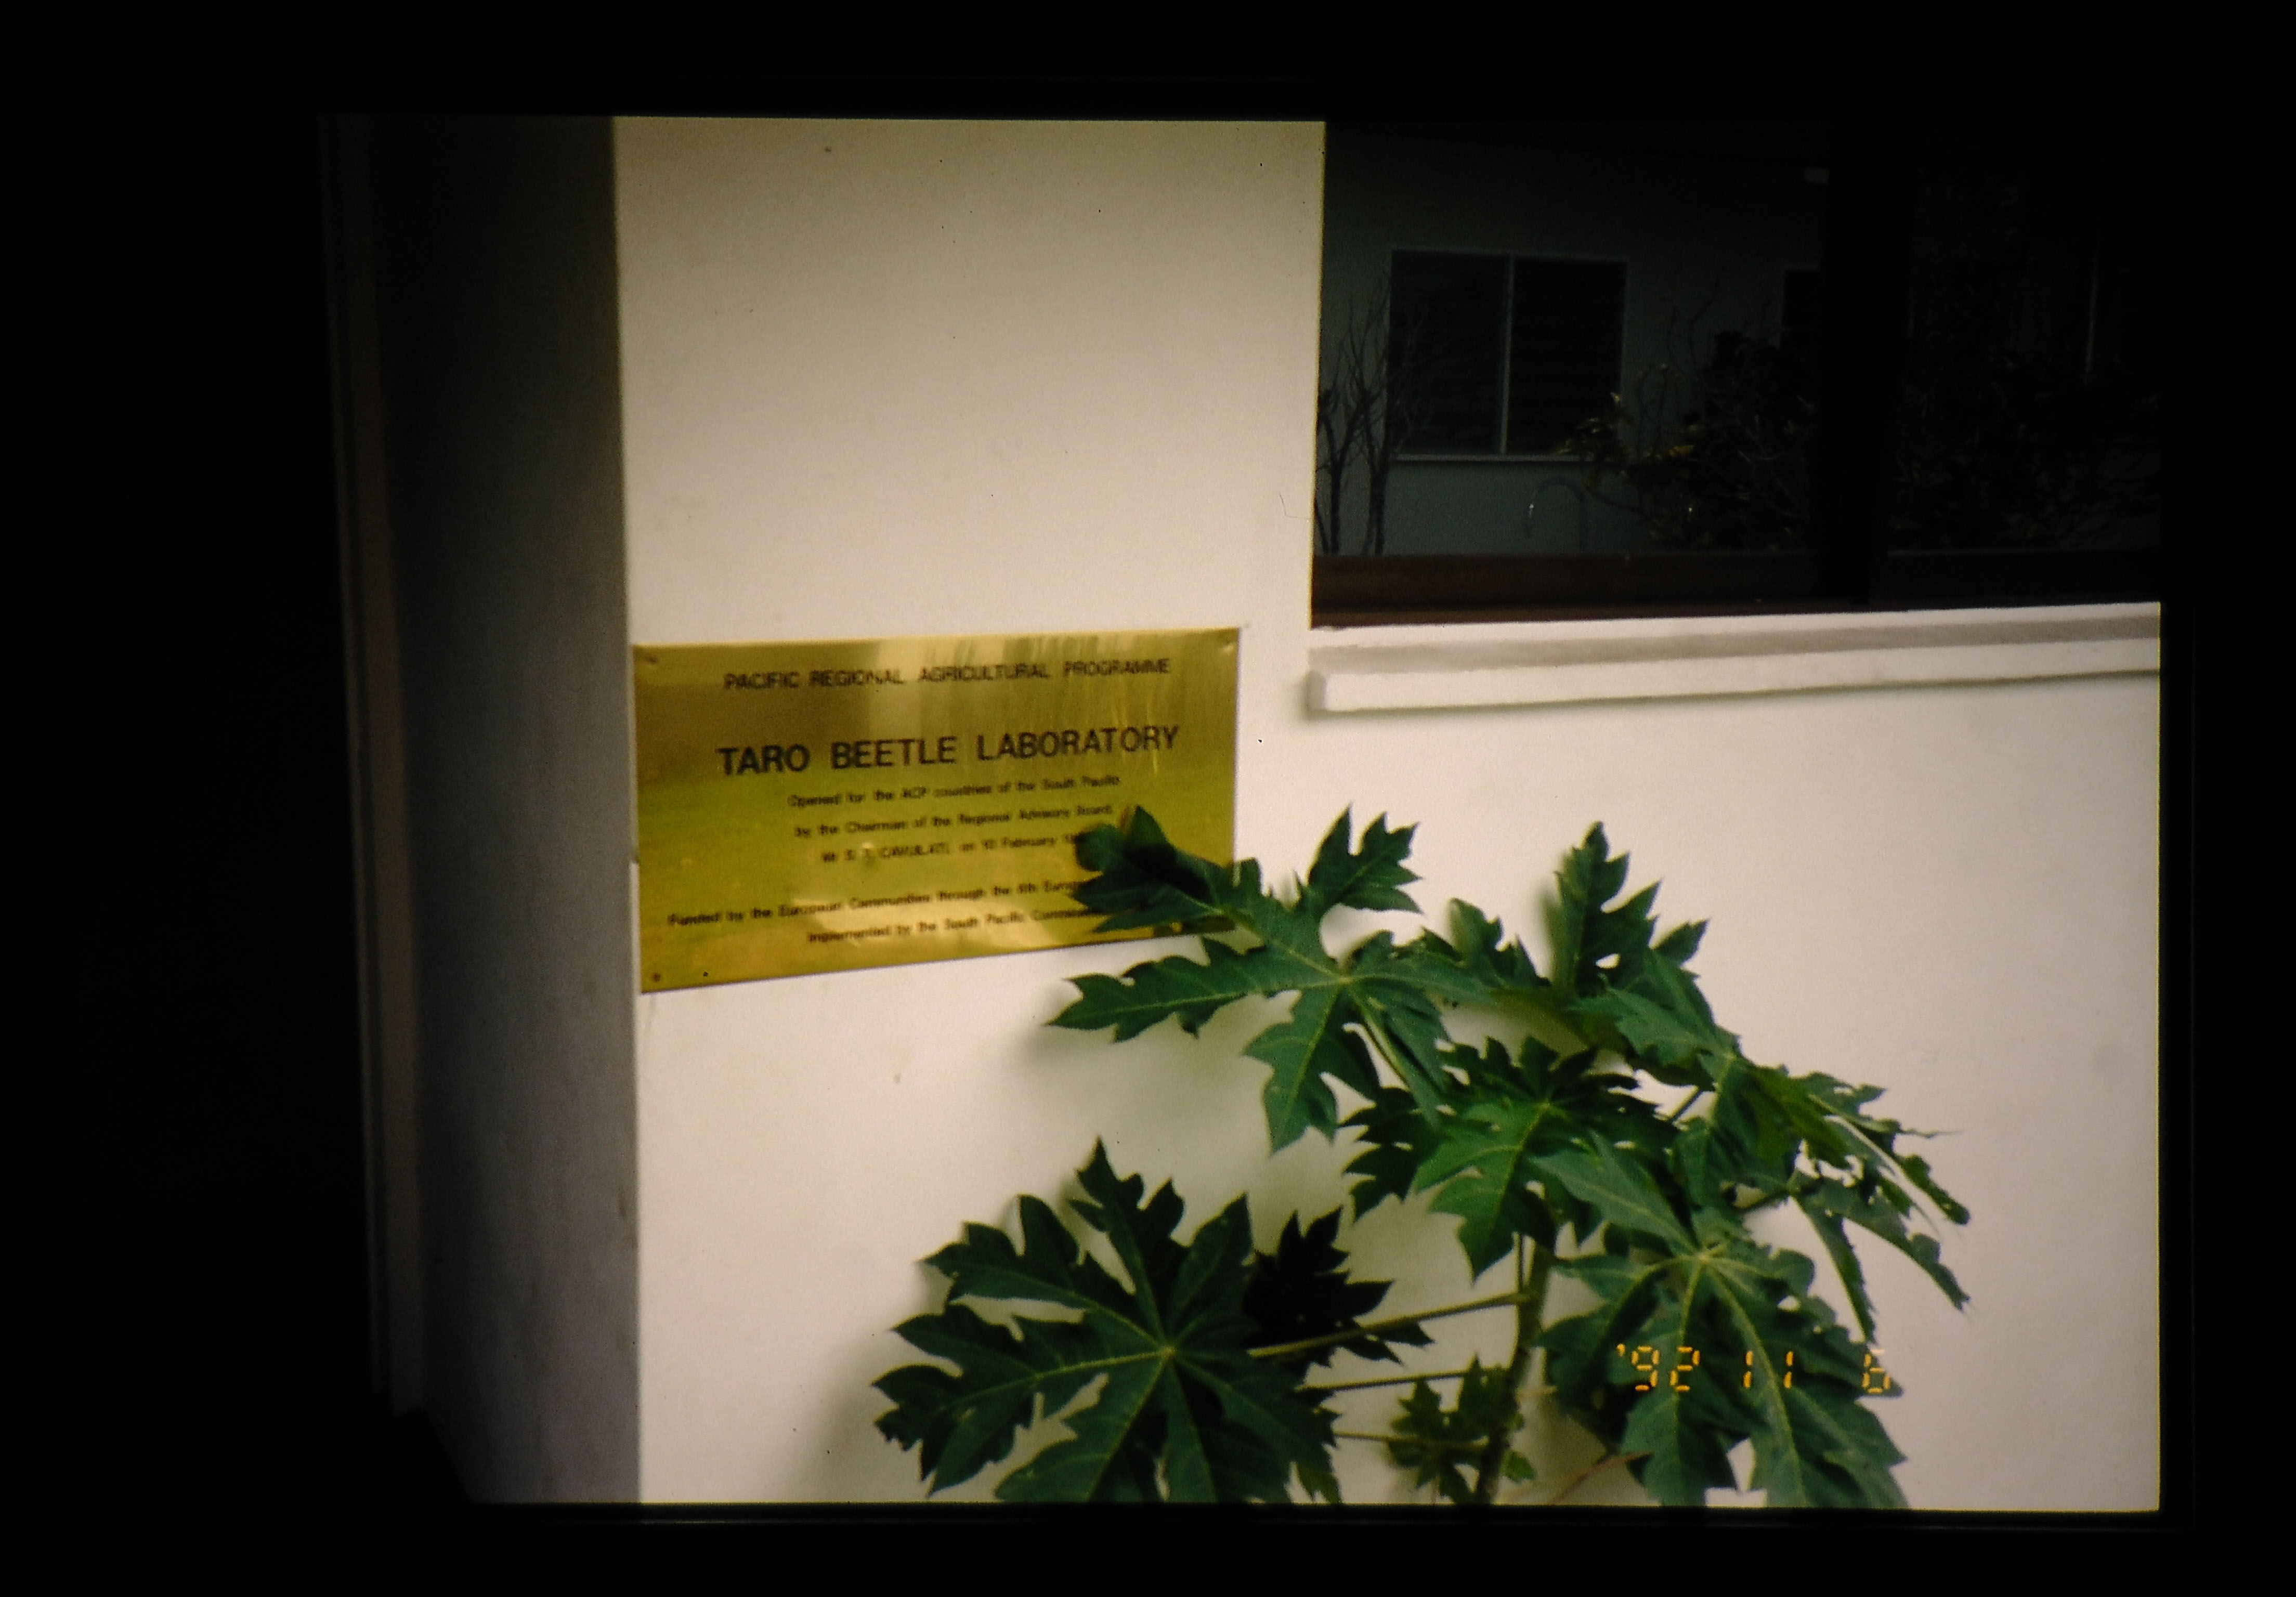 PACIFIC REGIONAL AGRICULTURAL PROGRAMME
TARO BEETLE LABORATORY
Opened for the ACP countries of the South Pacific
by the Chairman of the Regional Advisory Board,
Mr S. T. on 10 February
Funded by the European Communities through the 6th
Implemented by the South Pacific
'92 11 6